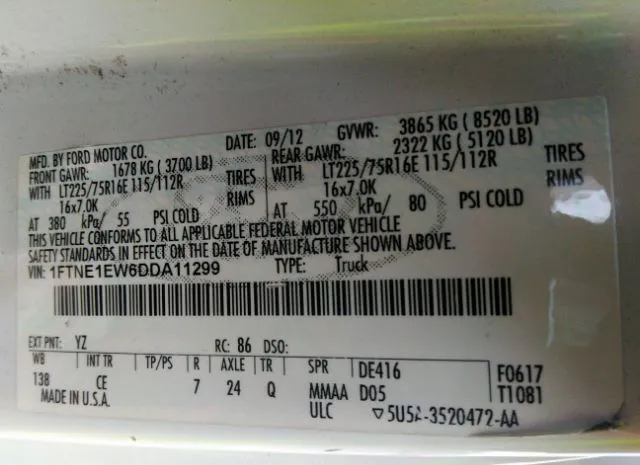 MFD. BY FORD MOTOR CO. DATE: 09/12 GVWR: 3865 KG ( 8520 LB)
FRONT GAWR: 1678 KG ( 3700 LB) REAR GAWR: 2322 KG ( 5120 LB)
WITH LT225/75R16E 115/112R TIRES WITH LT225/75R16E 115/112R TIRES
16x7.0K RIMS 16x7.0K RIMS
AT 380 kPa/ 55 PSI COLD AT 550 kPa/ 80 PSI COLD
THIS VEHICLE CONFORMS TO ALL APPLICABLE FEDERAL MOTOR VEHICLE
SAFETY STANDARDS IN EFFECT ON THE DATE OF MANUFACTURE SHOWN ABOVE.
VIN: 1FTNE1EW6DDA11299 TYPE: Truck
EXT PNT: YZ RC: 86 DSO:
WB INT TR TP/PS R AXLE TR SPR DE416 F0617
138 CE 7 24 Q MMAA D05 T1081
MADE IN U.S.A. ULC ▽5U5A-3520472-AA